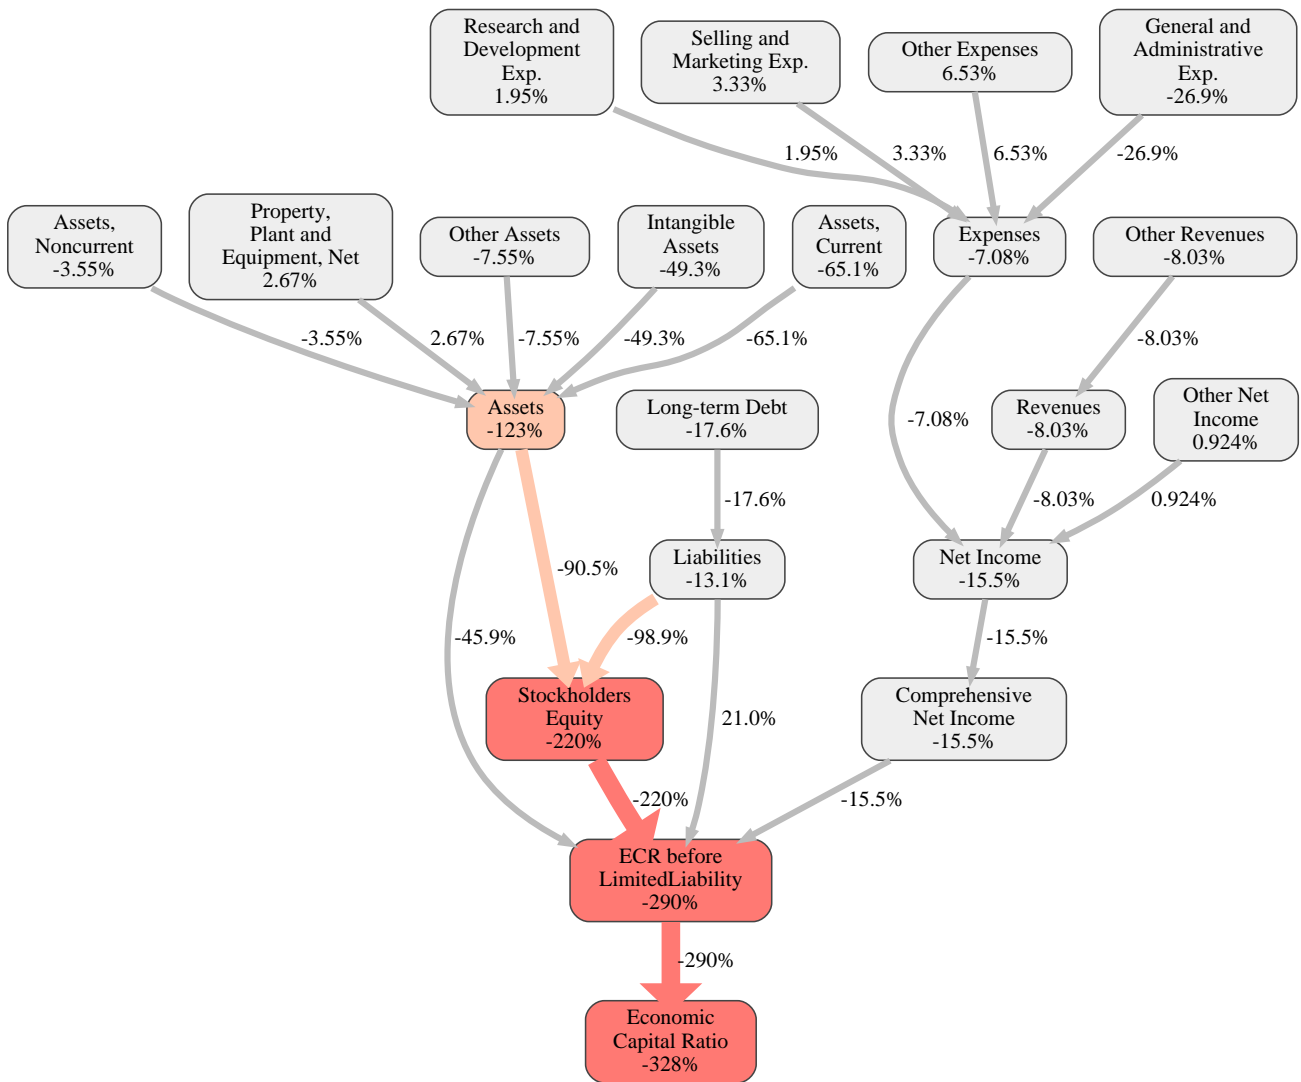 Research and
Development
Exp.
1.95%
Selling and
Marketing Exp.
3.33%
Other Expenses
6.53%
General and
Administrative
Exp.
-26.9%
1.95%
3.33%
6.53%
-26.9%
Assets,
Noncurrent
-3.55%
Property,
Plant and
Equipment, Net
2.67%
Other Assets
-7.55%
Intangible
Assets
-49.3%
Assets,
Current
-65.1%
Expenses
-7.08%
Other Revenues
-8.03%
-3.55%
2.67%
-7.55%
-49.3%
-65.1%
-8.03%
Assets
-123%
Long-term Debt
-17.6%
-7.08%
Revenues
-8.03%
Other Net
Income
0.924%
-17.6%
-8.03%
0.924%
Liabilities
-13.1%
Net Income
-15.5%
-90.5%
-45.9%
-98.9%
-15.5%
Stockholders
Equity
-220%
21.0%
Comprehensive
Net Income
-15.5%
-220%
-15.5%
ECR before
LimitedLiability
-290%
-290%
Economic
Capital Ratio
-328%